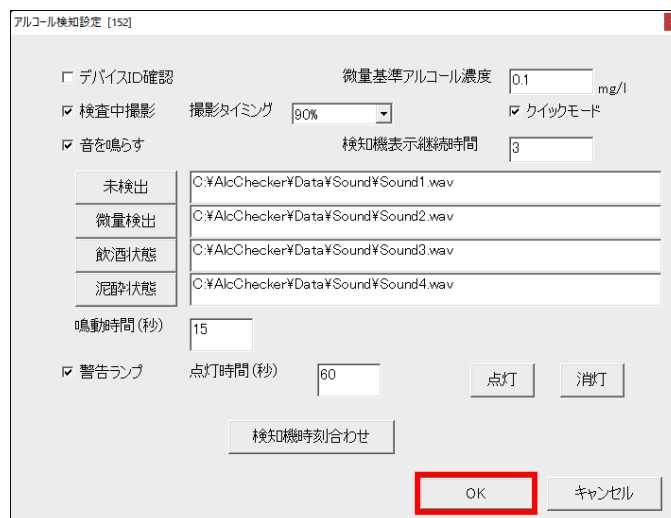 アルコール検知設定 [152]
デバイスID確認 微量基準アルコール濃度 0.1 mg/l
検査中撮影 撮影タイミング 90% クイックモード
音を鳴らす 検知機表示継続時間 3
未検出 C:¥AlcChecker¥Data¥Sound¥Sound1.wav
微量検出 C:¥AlcChecker¥Data¥Sound¥Sound2.wav
飲酒状態 C:¥AlcChecker¥Data¥Sound¥Sound3.wav
泥酔状態 C:¥AlcChecker¥Data¥Sound¥Sound4.wav
鳴動時間(秒) 15
警告ランプ 点灯時間(秒) 60 点灯 消灯
検知機時刻合わせ
OK キャンセル